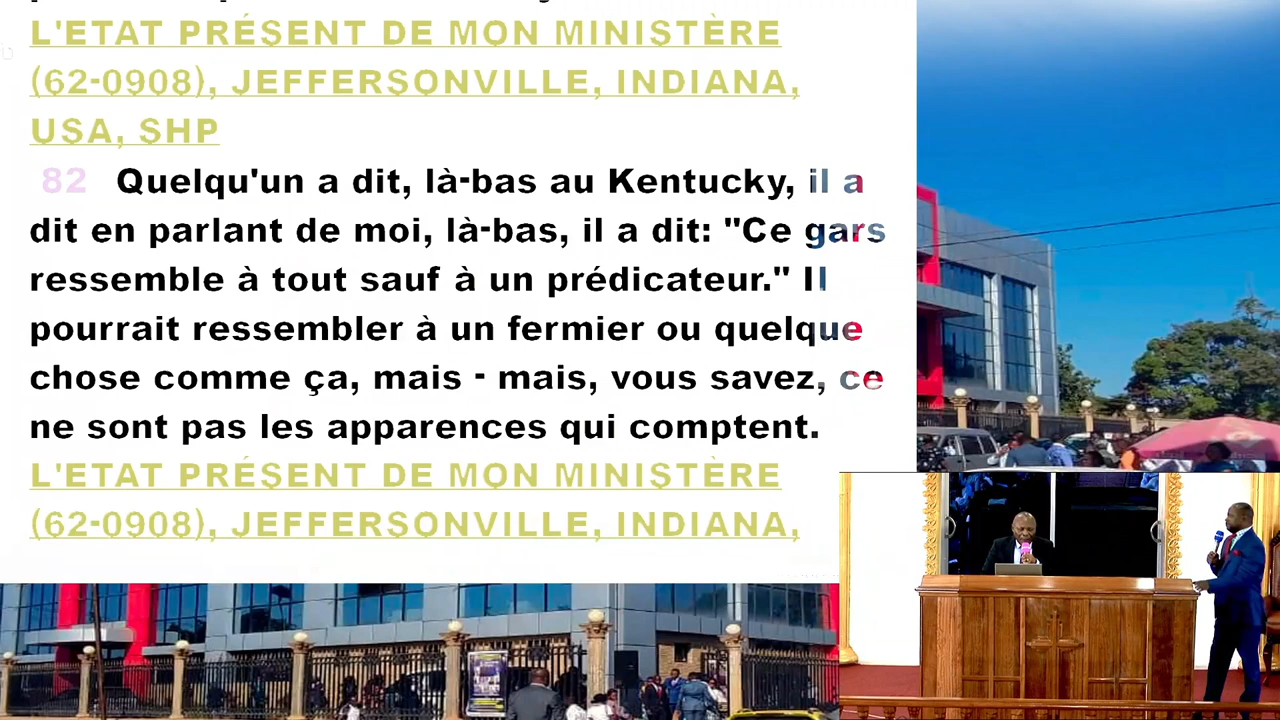 L'ETAT PRÉSENT DE MON MINISTÈRE
(62-0908), JEFFERSONVILLE, INDIANA,
USA, SHP
82 Quelqu'un a dit, là-bas au Kentucky, il a
dit en parlant de moi, là-bas, il a dit: "Ce gars
ressemble à tout sauf à un prédicateur." Il
pourrait ressembler à un fermier ou quelque
chose comme ça, mais - mais, vous savez, ce
ne sont pas les apparences qui comptent.
L'ETAT PRÉSENT DE MON MINISTÈRE
(62-0908), JEFFERSONVILLE, INDIANA,